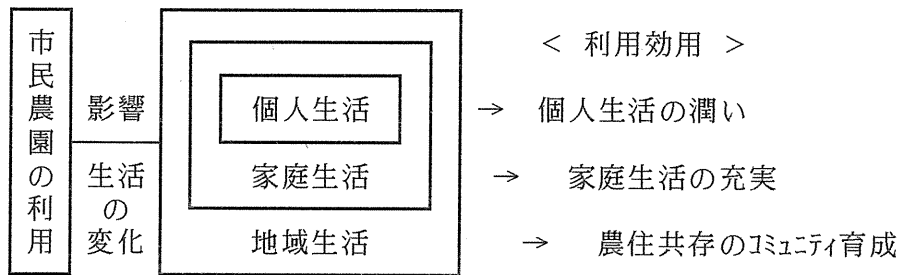 市民農園の利用
影響
生活の変化
個人生活
家庭生活
地域生活
＜ 利用効用 ＞
→ 個人生活の潤い
→ 家庭生活の充実
→ 農住共存のｺﾐｭﾆﾃｨ育成